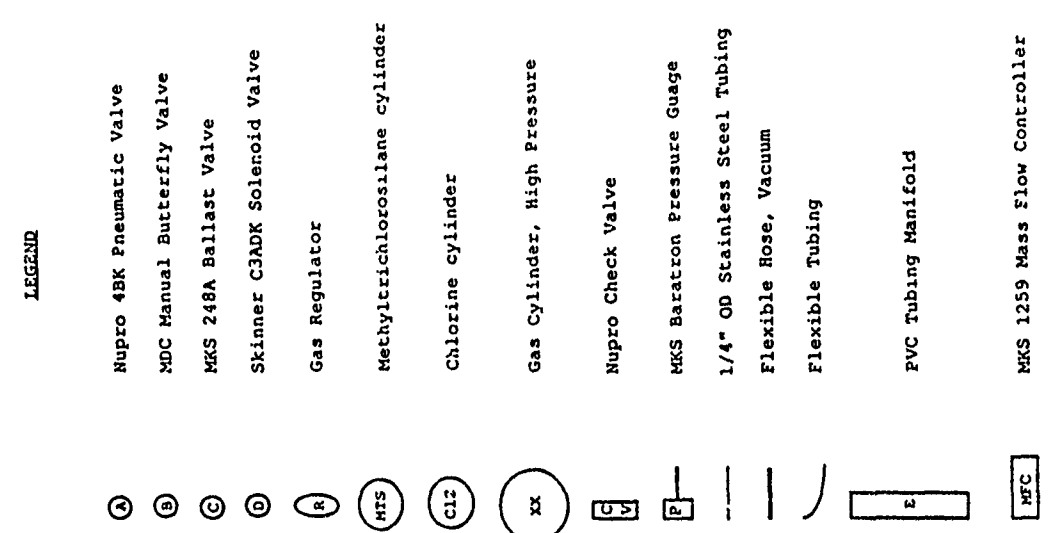 LEGEND
A Nupro 4BK Pneumatic Valve
B MDC Manual Butterfly Valve
C MKS 248A Ballast Valve
D Skinner C3ADK Solenoid Valve
R Gas Regulator
MTS Methyltrichlorosilane cylinder
Cl2 Chlorine cylinder
XX Gas Cylinder, High Pressure
C V Nupro Check Valve
P MKS Baratron Pressure Guage
1/4" OD Stainless Steel Tubing
Flexible Hose, Vacuum
Flexible Tubing
E PVC Tubing Manifold
MFC MKS 1259 Mass Flow Controller